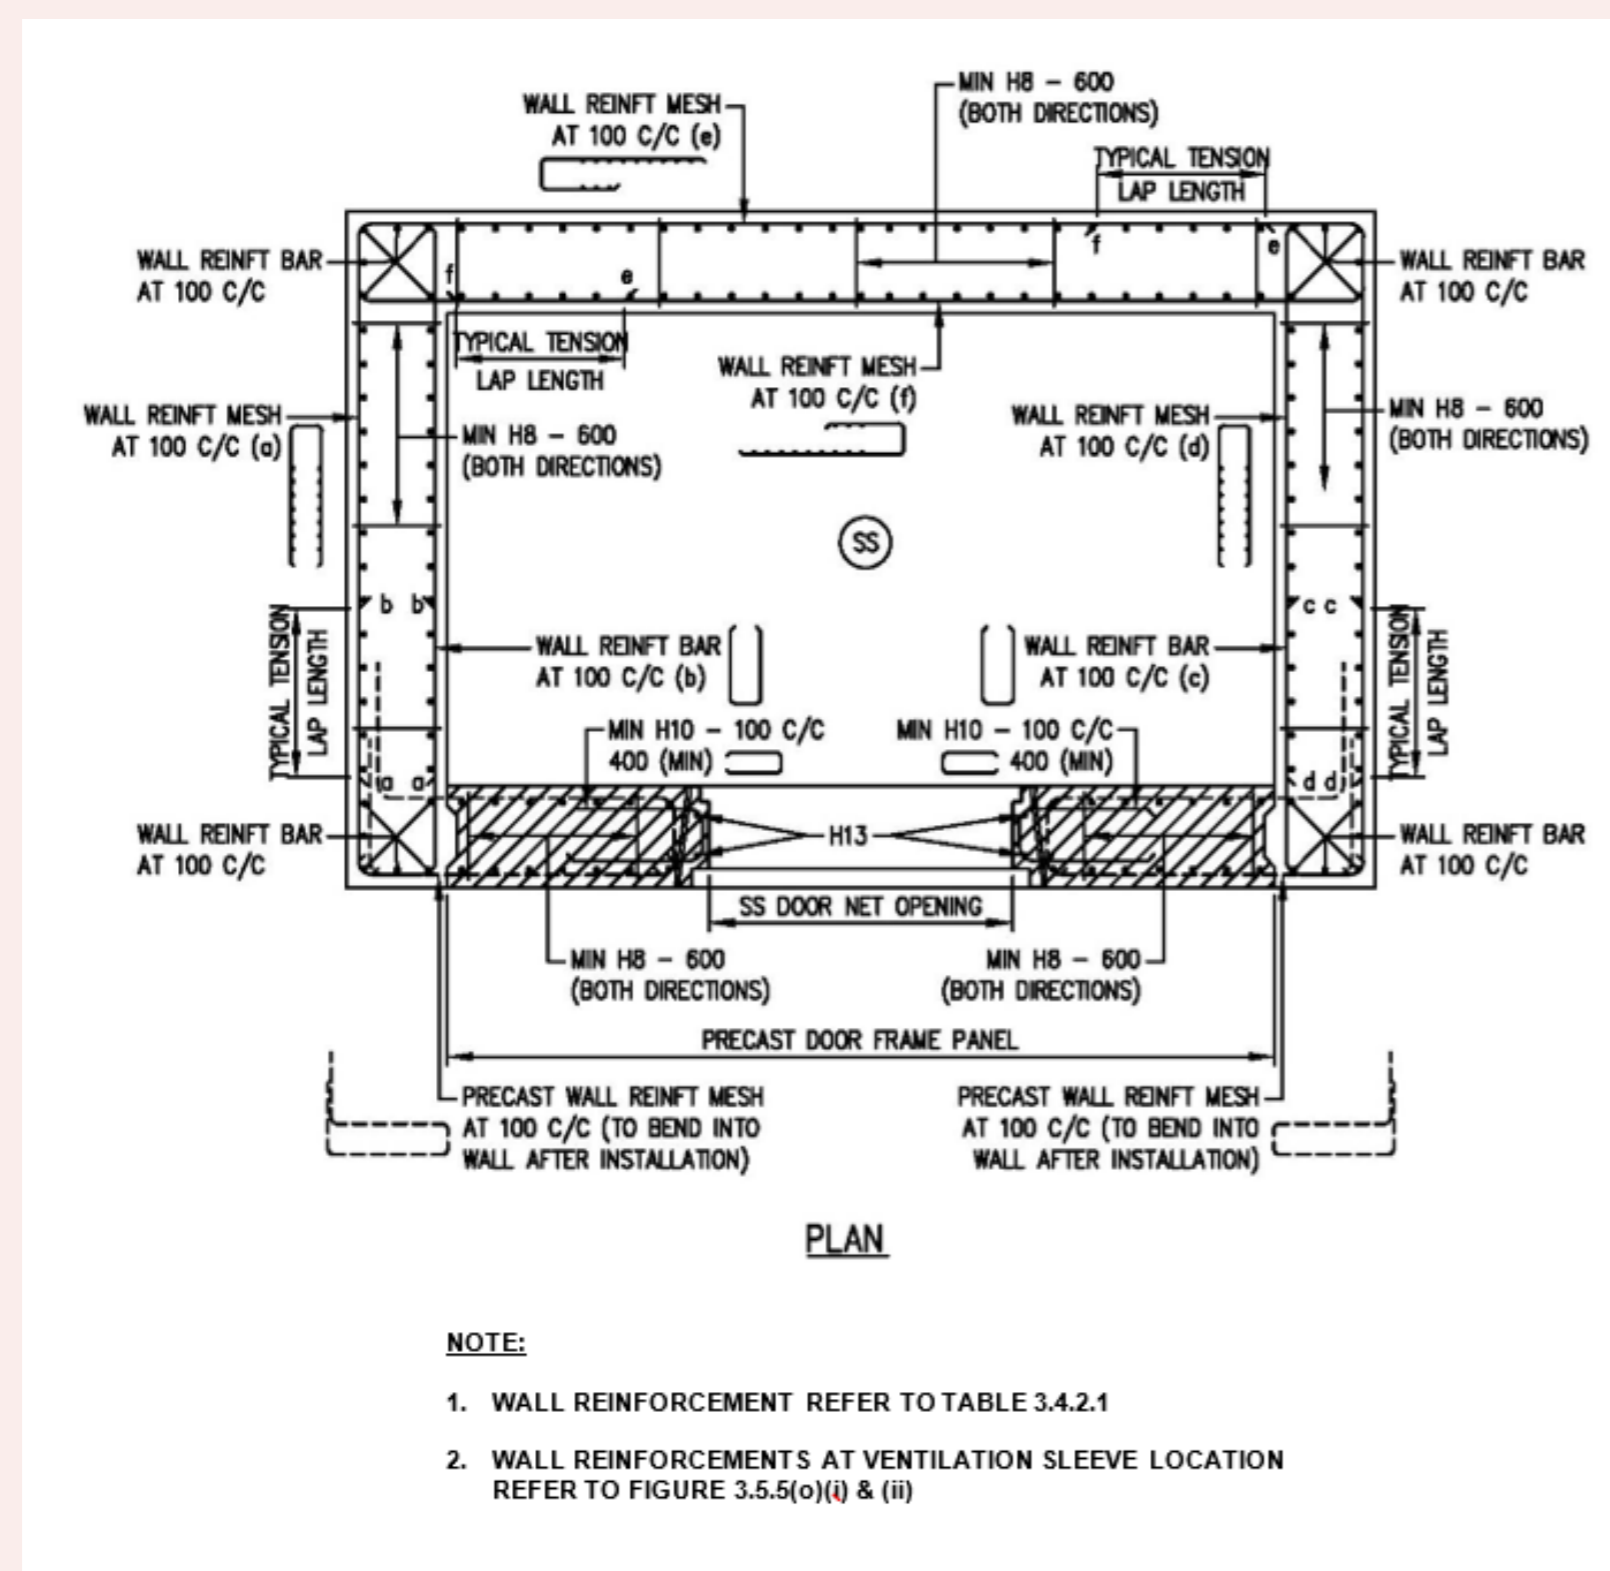 MIN H8 - 600
(BOTH DIRECTIONS)
WALL REINFT MESH
AT 100 C/C (e)
TYPICAL TENSION
LAP LENGTH
WALL REINFT BAR
AT 100 C/C
f
e
f
e
WALL REINFT BAR
AT 100 C/C
TYPICAL TENSION
LAP LENGTH
WALL REINFT MESH
AT 100 C/C (f)
WALL REINFT MESH
AT 100 C/C (a)
MIN H8 - 600
(BOTH DIRECTIONS)
WALL REINFT MESH
AT 100 C/C (d)
MIN H8 - 600
(BOTH DIRECTIONS)
SS
b b
c c
TYPICAL TENSION
LAP LENGTH
WALL REINFT BAR
AT 100 C/C (b)
WALL REINFT BAR
AT 100 C/C (c)
TYPICAL TENSION
LAP LENGTH
MIN H10 - 100 C/C
400 (MIN)
MIN H10 - 100 C/C
400 (MIN)
a a
d d
WALL REINFT BAR
AT 100 C/C
H13
WALL REINFT BAR
AT 100 C/C
SS DOOR NET OPENING
MIN H8 - 600
(BOTH DIRECTIONS)
MIN H8 - 600
(BOTH DIRECTIONS)
PRECAST DOOR FRAME PANEL
PRECAST WALL REINFT MESH
AT 100 C/C (TO BEND INTO
WALL AFTER INSTALLATION)
PRECAST WALL REINFT MESH
AT 100 C/C (TO BEND INTO
WALL AFTER INSTALLATION)
PLAN
NOTE:
1. WALL REINFORCEMENT REFER TO TABLE 3.4.2.1
2. WALL REINFORCEMENTS AT VENTILATION SLEEVE LOCATION
REFER TO FIGURE 3.5.5(o)(i) & (ii)